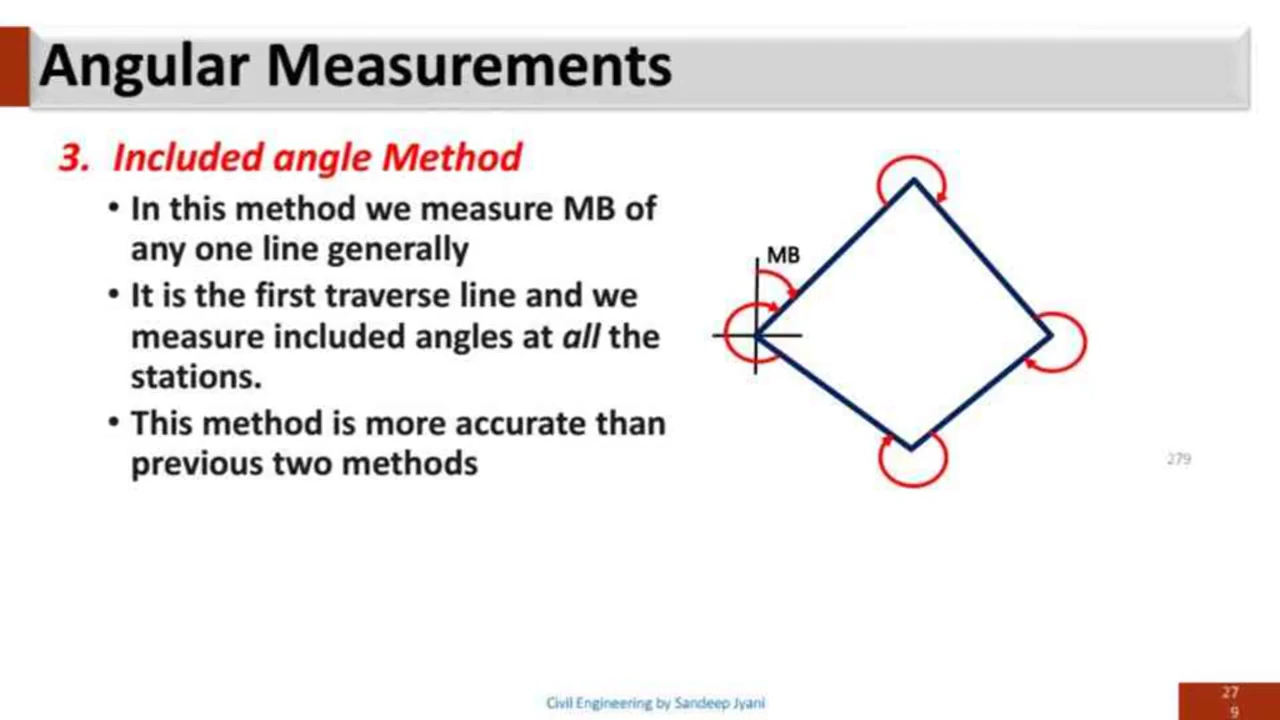 Angular Measurements
3. Included angle Method
• In this method we measure MB of
any one line generally
• It is the first traverse line and we
measure included angles at all the
stations.
• This method is more accurate than
previous two methods
MB
279
Civil Engineering by Sandeep Jyani
27
9